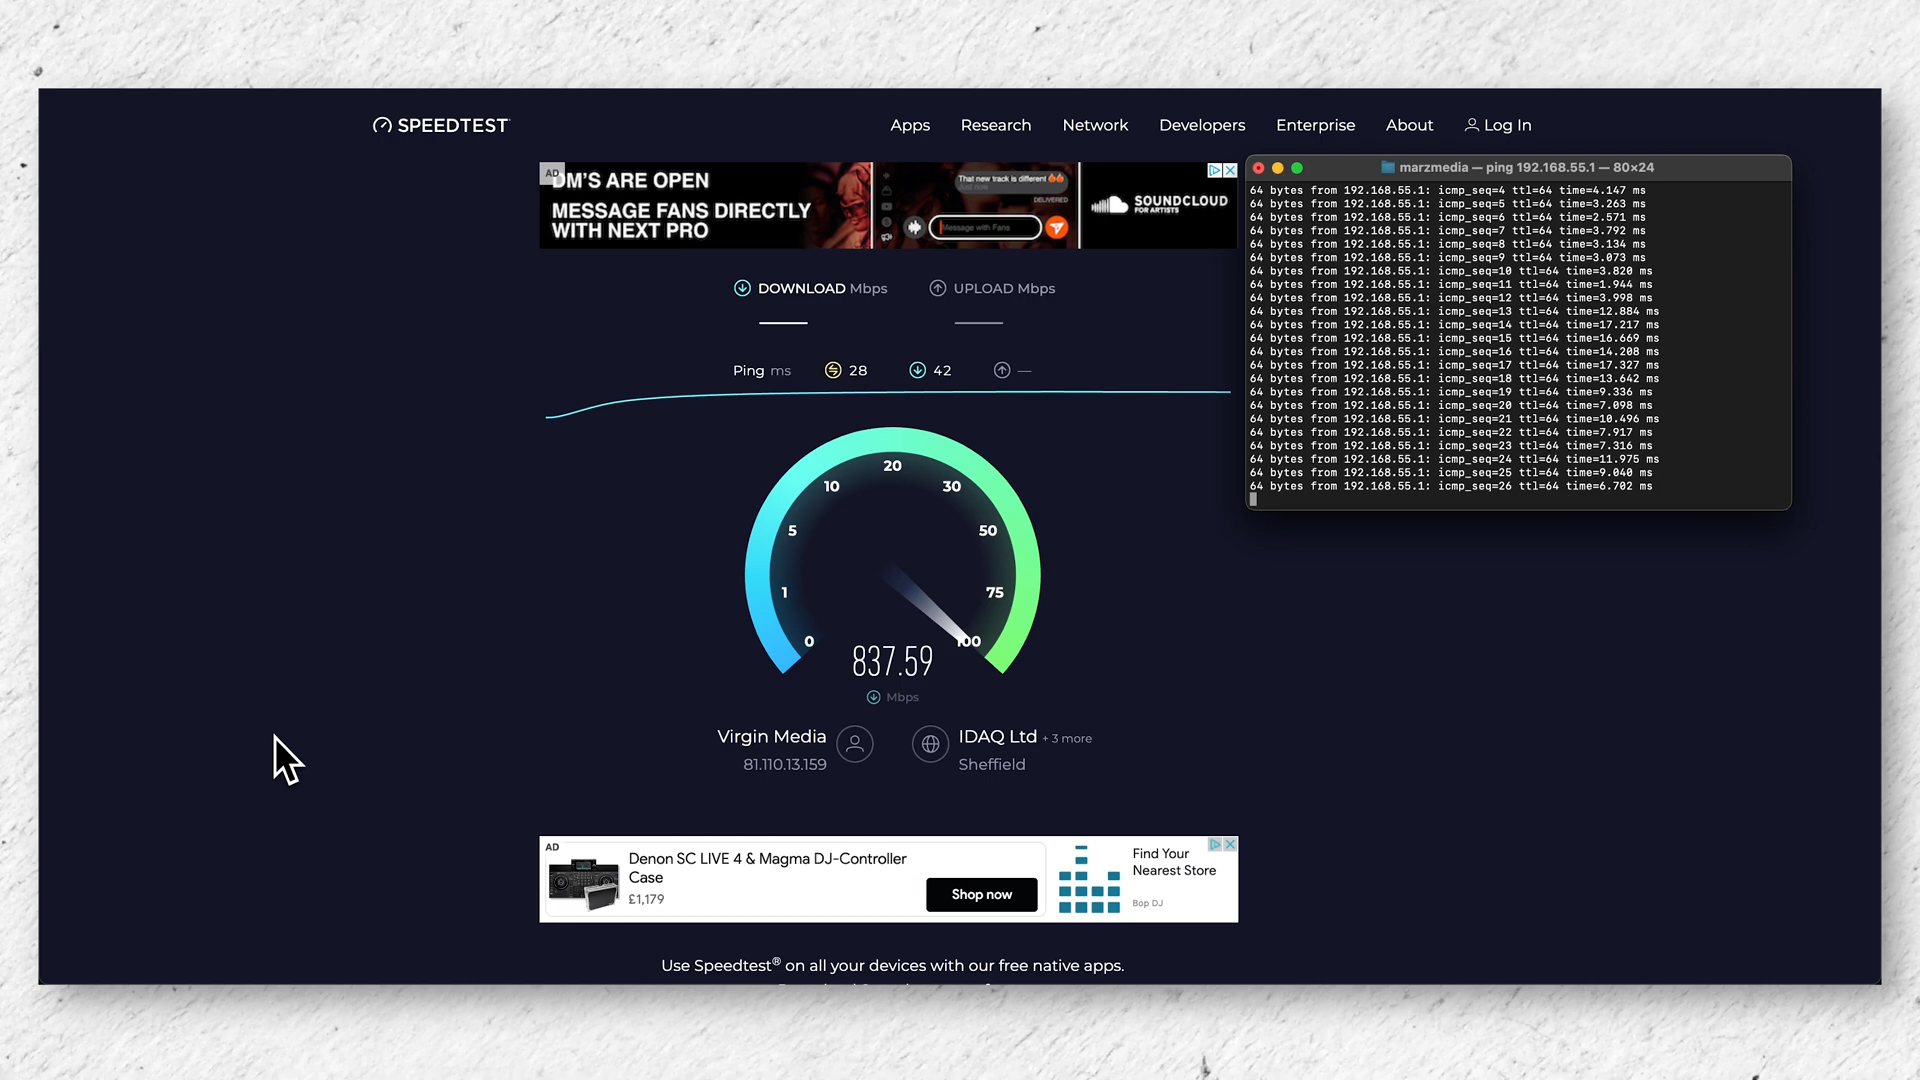 SPEEDTEST
Apps Research Network Developers Enterprise About Log In
AD
DM'S ARE OPEN
MESSAGE FANS DIRECTLY
WITH NEXT PRO
That new track is different 🔥🔥
Just now
DELIVERED
Message with Fans
SOUNDCLOUD
FOR ARTISTS
marzmedia — ping 192.168.55.1 — 80×24
64 bytes from 192.168.55.1: icmp_seq=4 ttl=64 time=4.147 ms
64 bytes from 192.168.55.1: icmp_seq=5 ttl=64 time=3.263 ms
64 bytes from 192.168.55.1: icmp_seq=6 ttl=64 time=2.571 ms
64 bytes from 192.168.55.1: icmp_seq=7 ttl=64 time=3.792 ms
64 bytes from 192.168.55.1: icmp_seq=8 ttl=64 time=3.134 ms
64 bytes from 192.168.55.1: icmp_seq=9 ttl=64 time=3.073 ms
64 bytes from 192.168.55.1: icmp_seq=10 ttl=64 time=3.820 ms
64 bytes from 192.168.55.1: icmp_seq=11 ttl=64 time=1.944 ms
64 bytes from 192.168.55.1: icmp_seq=12 ttl=64 time=3.998 ms
64 bytes from 192.168.55.1: icmp_seq=13 ttl=64 time=12.884 ms
64 bytes from 192.168.55.1: icmp_seq=14 ttl=64 time=17.217 ms
64 bytes from 192.168.55.1: icmp_seq=15 ttl=64 time=16.669 ms
64 bytes from 192.168.55.1: icmp_seq=16 ttl=64 time=14.208 ms
64 bytes from 192.168.55.1: icmp_seq=17 ttl=64 time=17.327 ms
64 bytes from 192.168.55.1: icmp_seq=18 ttl=64 time=13.642 ms
64 bytes from 192.168.55.1: icmp_seq=19 ttl=64 time=9.336 ms
64 bytes from 192.168.55.1: icmp_seq=20 ttl=64 time=7.098 ms
64 bytes from 192.168.55.1: icmp_seq=21 ttl=64 time=10.496 ms
64 bytes from 192.168.55.1: icmp_seq=22 ttl=64 time=7.917 ms
64 bytes from 192.168.55.1: icmp_seq=23 ttl=64 time=7.316 ms
64 bytes from 192.168.55.1: icmp_seq=24 ttl=64 time=11.975 ms
64 bytes from 192.168.55.1: icmp_seq=25 ttl=64 time=9.040 ms
64 bytes from 192.168.55.1: icmp_seq=26 ttl=64 time=6.702 ms
DOWNLOAD Mbps UPLOAD Mbps
Ping ms 28 42 —
0
1
5
10
20
30
50
75
100
837.59
Mbps
Virgin Media
81.110.13.159
IDAQ Ltd + 3 more
Sheffield
AD
Denon SC LIVE 4 & Magma DJ-Controller
Case
£1,179
Shop now
Find Your
Nearest Store
Bop DJ
Use Speedtest® on all your devices with our free native apps.